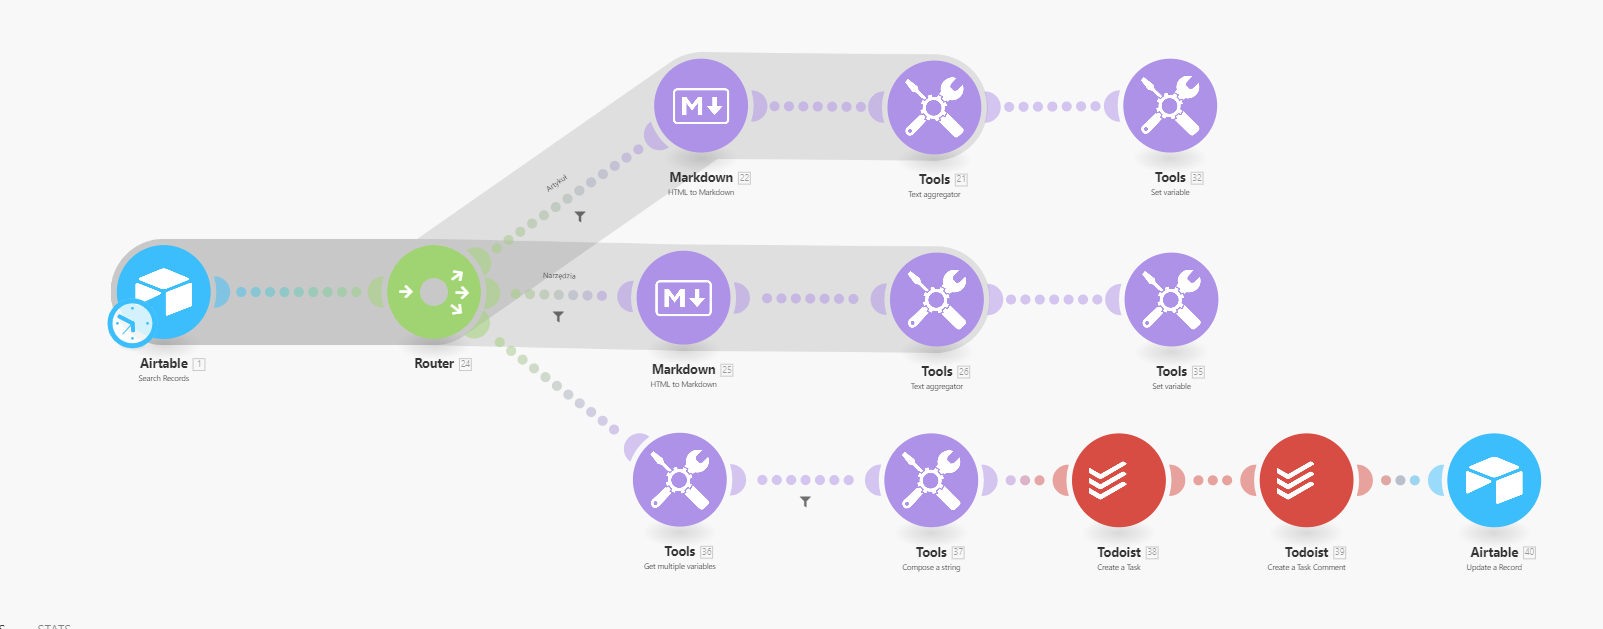 Artykuł
Markdown 22
HTML to Markdown
Tools 21
Text aggregator
Tools 32
Set variable
Narzędzia
Airtable 1
Search Records
Router 24
Markdown 25
HTML to Markdown
Tools 26
Text aggregator
Tools 35
Set variable
Tools 36
Get multiple variables
Tools 37
Compose a string
Todoist 38
Create a Task
Todoist 39
Create a Task Comment
Airtable 40
Update a Record
STATS